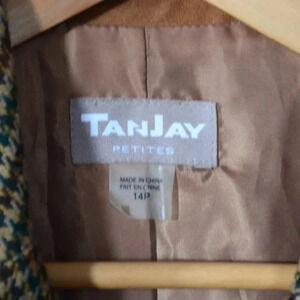 TANJAY
PETITES
MADE IN CHINA
FAIT EN CHINE
14P